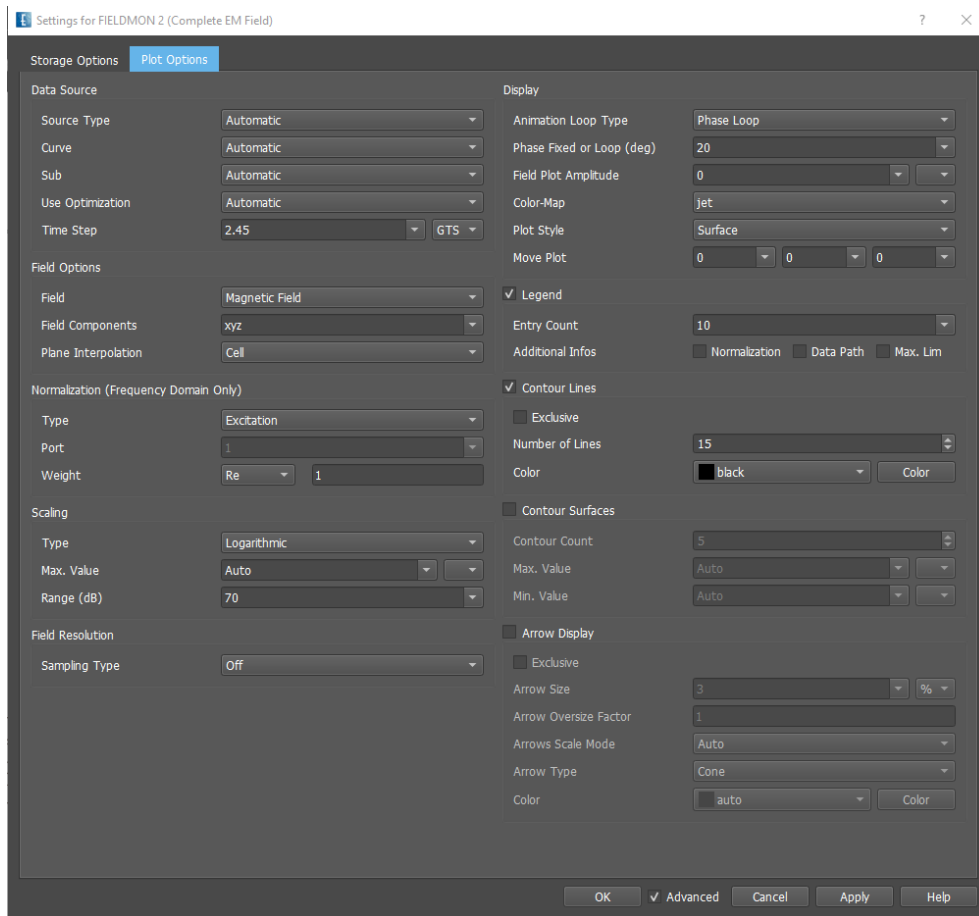 Settings for FIELDMON 2 (Complete EM Field)
Storage Options Plot Options
Data Source
Source Type Automatic
Curve Automatic
Sub Automatic
Use Optimization Automatic
Time Step 2.45 GTS
Field Options
Field Magnetic Field
Field Components xyz
Plane Interpolation Cell
Normalization (Frequency Domain Only)
Type Excitation
Port 1
Weight Re 1
Scaling
Type Logarithmic
Max. Value Auto
Range (dB) 70
Field Resolution
Sampling Type Off
Display
Animation Loop Type Phase Loop
Phase Fixed or Loop (deg) 20
Field Plot Amplitude 0
Color-Map jet
Plot Style Surface
Move Plot 0 0 0
Legend
Entry Count 10
Additional Infos Normalization Data Path Max. Lim
Contour Lines
Exclusive
Number of Lines 15
Color black Color
Contour Surfaces
Contour Count 5
Max. Value Auto
Min. Value Auto
Arrow Display
Exclusive
Arrow Size 3 %
Arrow Oversize Factor 1
Arrows Scale Mode Auto
Arrow Type Cone
Color auto Color
OK Advanced Cancel Apply Help